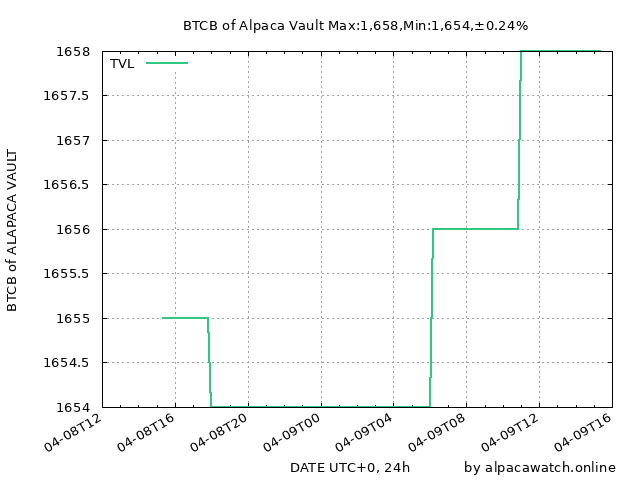 BTCB of Alpaca Vault Max:1,658,Min:1,654,±0.24%
BTCB of ALAPACA VAULT
TVL
1658
1657.5
1657
1656.5
1656
1655.5
1655
1654.5
1654
04-08T12
04-08T16
04-08T20
04-09T00
04-09T04
04-09T08
04-09T12
04-09T16
DATE UTC+0, 24h
by alpacawatch.online